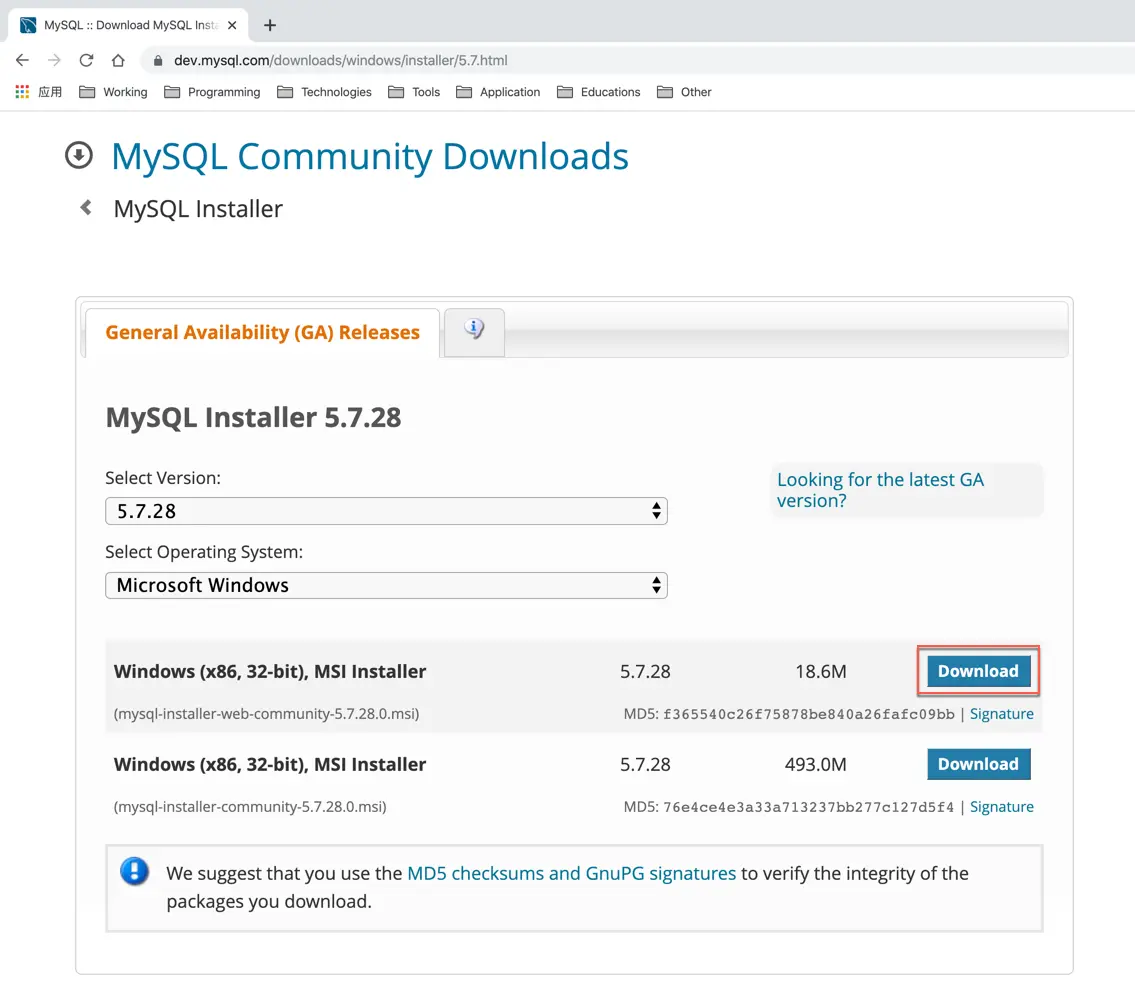 MySQL :: Download MySQL Insta
dev.mysql.com/downloads/windows/installer/5.7.html
应用 Working Programming Technologies Tools Application Educations Other
MySQL Community Downloads
MySQL Installer
General Availability (GA) Releases
MySQL Installer 5.7.28
Select Version:
Looking for the latest GA
version?
5.7.28
Select Operating System:
Microsoft Windows
Windows (x86, 32-bit), MSI Installer 5.7.28 18.6M Download
(mysql-installer-web-community-5.7.28.0.msi) MD5: f365540c26f75878be840a26fafc09bb | Signature
Windows (x86, 32-bit), MSI Installer 5.7.28 493.0M Download
(mysql-installer-community-5.7.28.0.msi) MD5: 76e4ce4e3a33a713237bb277c127d5f4 | Signature
We suggest that you use the MD5 checksums and GnuPG signatures to verify the integrity of the
packages you download.